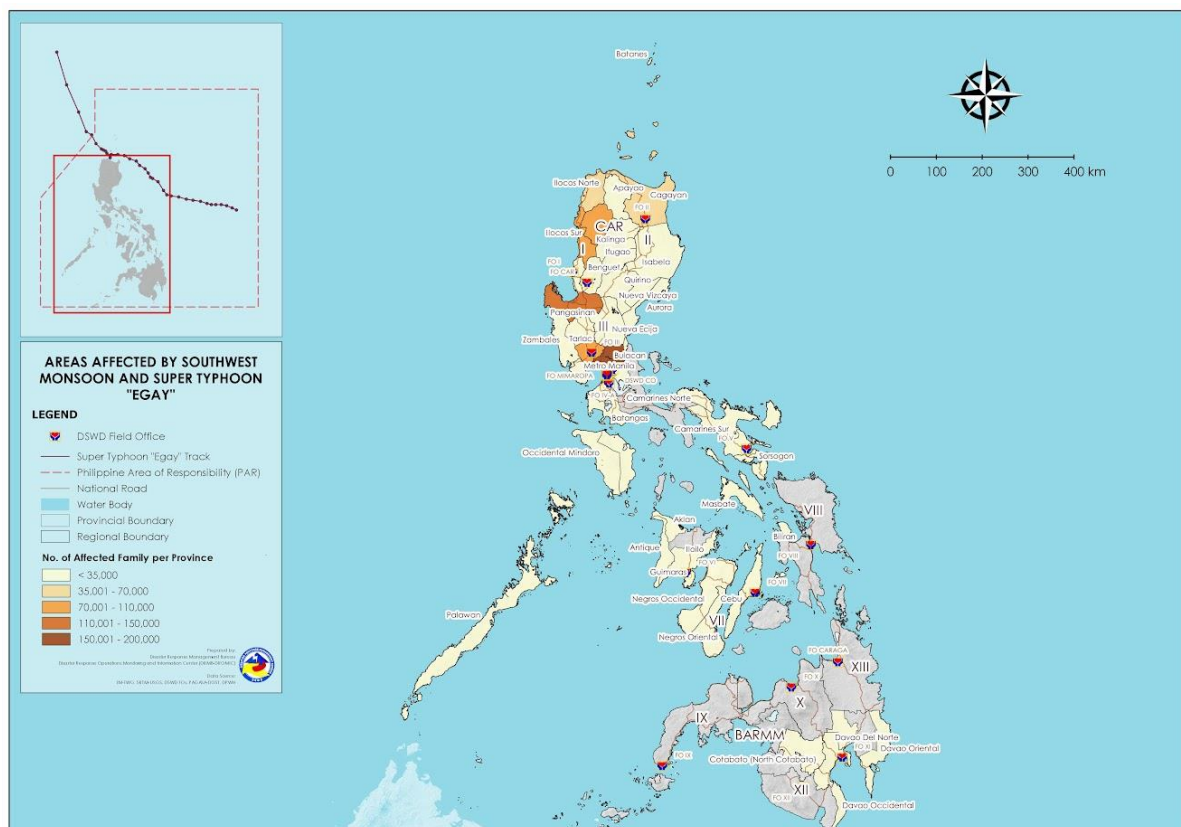 AREAS AFFECTED BY SOUTHWEST
MONSOON AND SUPER TYPHOON
"EGAY"
LEGEND
DSWD Field Office
Super Typhoon "Egay" Track
Philippine Area of Responsibility (PAR)
National Road
Water Body
Provincial Boundary
Regional Boundary
No. of Affected Family per Province
< 35,000
35,001 - 70,000
70,001 - 110,000
110,001 - 150,000
150,001 - 200,000
Prepared by:
Disaster Response Management Bureau
Data Source:
0 100 200 300 400 km
Batanes
Ilocos Norte
Apayao
Cagayan
FO II
CAR
Ilocos Sur
Kalinga
II
I
Ifugao
FO I
Isabela
FO CAR
Benguet
Quirino
Nueva Vizcaya
Aurora
Pangasinan
III
Nueva Ecija
Zambales
Tarlac
FO III
Bulacan
Metro Manila
FO MIMAROPA
DSWD CO
FO IV-A
Camarines Norte
Batangas
Camarines Sur
FO V
Occidental Mindoro
Sorsogon
Masbate
VIII
Aklan
Biliran
Antique
Iloilo
FO VIII
FO VI
Guimaras
FO VII
Negros Occidental
Cebu
Palawan
VII
Negros Oriental
FO CARAGA
XIII
FO X
X
IX
BARMM
Davao Del Norte
FO XI
Davao Oriental
FO IX
Cotabato (North Cotabato)
XII
FO XII
Davao Occidental